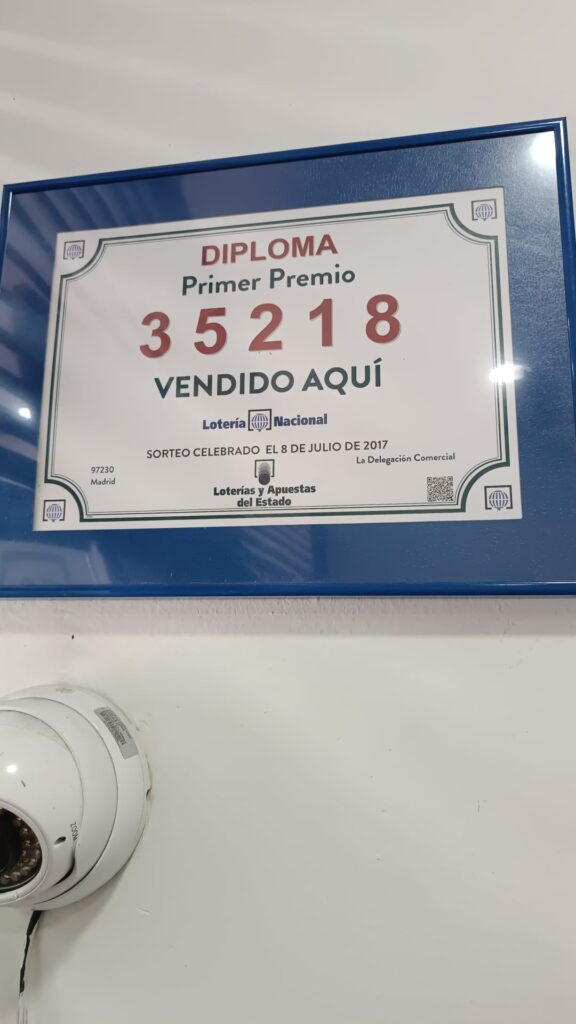 DIPLOMA
Primer Premio
35218
VENDIDO AQUÍ
Lotería Nacional
SORTEO CELEBRADO EL 8 DE JULIO DE 2017
97230
Madrid
La Delegación Comercial
Loterías y Apuestas
del Estado
ZOOM